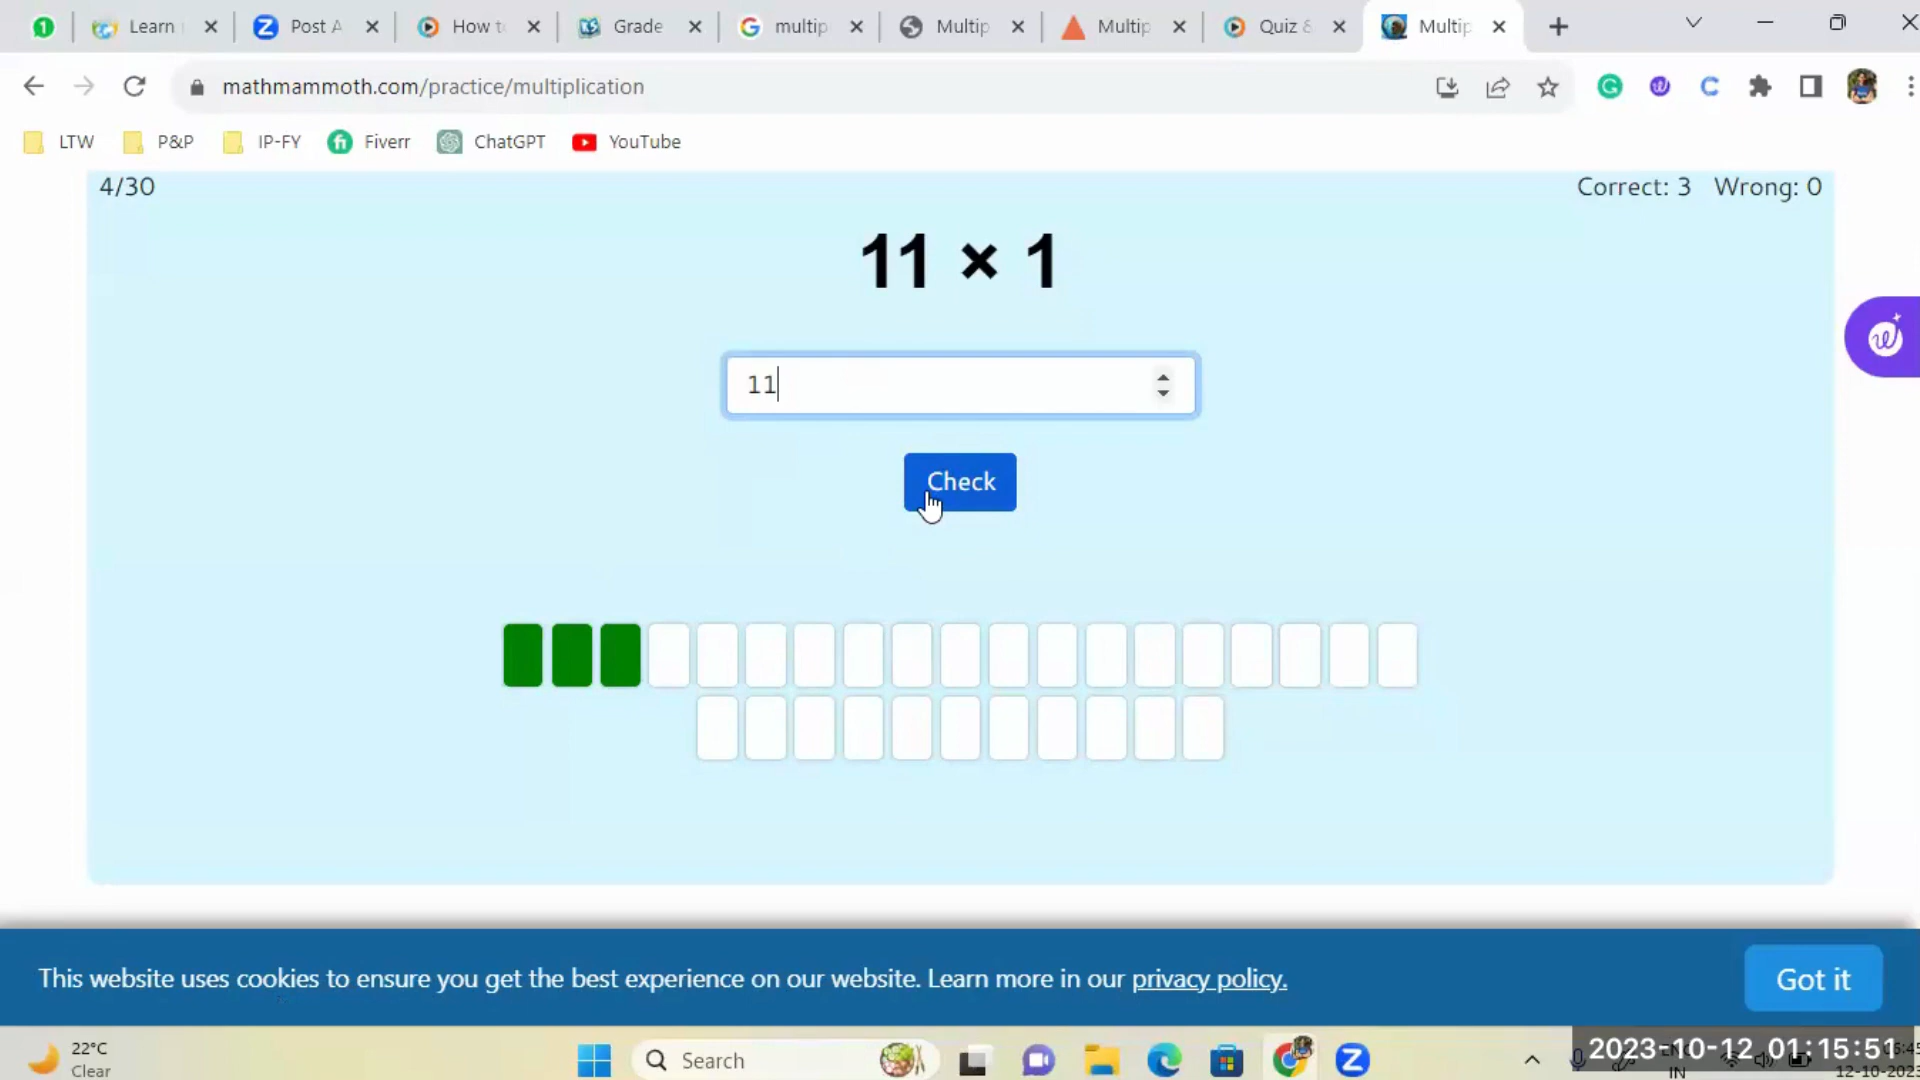 1 Learn Post A How to Grade multip Multip Multip Quiz & Multip
mathmammoth.com/practice/multiplication
LTW P&P IP-FY Fiverr ChatGPT YouTube
4/30 Correct: 3 Wrong: 0
11 × 1
11
Check
This website uses cookies to ensure you get the best experience on our website. Learn more in our privacy policy. Got it
22°C
Clear
Search
2023-10-12 01:15:51
IN